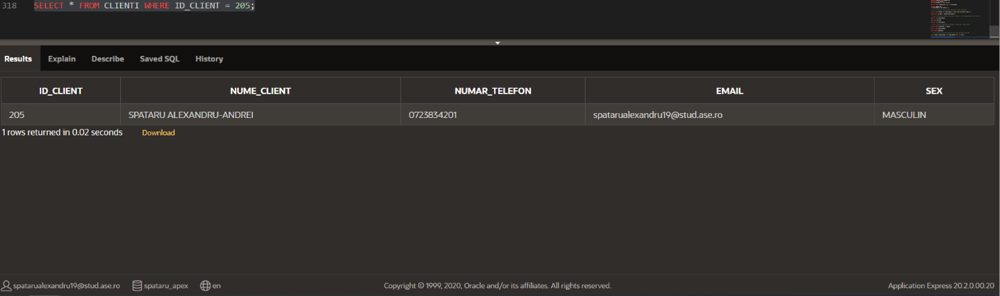 318 SELECT * FROM CLIENTI WHERE ID_CLIENT = 205;
Results Explain Describe Saved SQL History
ID_CLIENT NUME_CLIENT NUMAR_TELEFON EMAIL SEX
205 SPATARU ALEXANDRU-ANDREI 0723834201 spatarualexandru19@stud.ase.ro MASCULIN
1 rows returned in 0.02 seconds Download
spatarualexandru19@stud.ase.ro spataru_apex en Copyright © 1999, 2020, Oracle and/or its affiliates. All rights reserved. Application Express 20.2.0.00.20